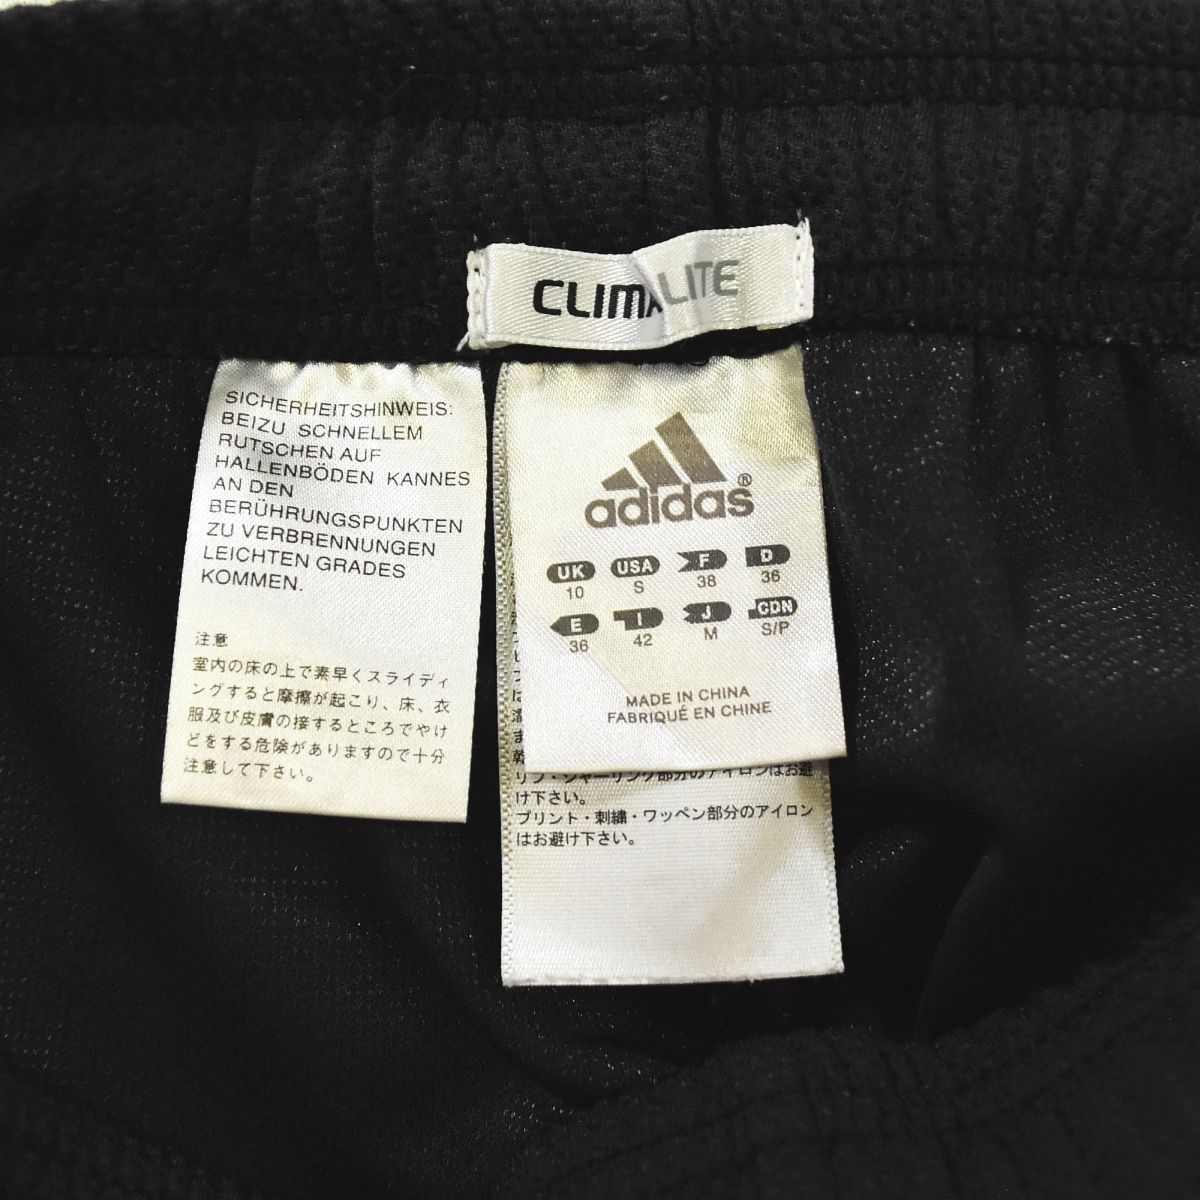 CLIMALITE
SICHERHEITSHINWEIS:
BEIZU SCHNELLEM
RUTSCHEN AUF
HALLENBÖDEN KANNES
AN DEN
BERÜHRUNGSPUNKTEN
ZU VERBRENNUNGEN
LEICHTEN GRADES
KOMMEN.
注意
室内の床の上で素早くスライディ
ングすると摩擦が起こり、床、衣
服及び皮膚の接するところでやけ
どをする危険がありますので十分
注意して下さい。
adidas®
UK USA F D
10 S 38 36
E I J CDN
36 42 M S/P
MADE IN CHINA
FABRIQUÉ EN CHINE
リブ・シャーリング部分のアイロンはお避
け下さい。
プリント・刺繍・ワッペン部分のアイロン
はお避け下さい。